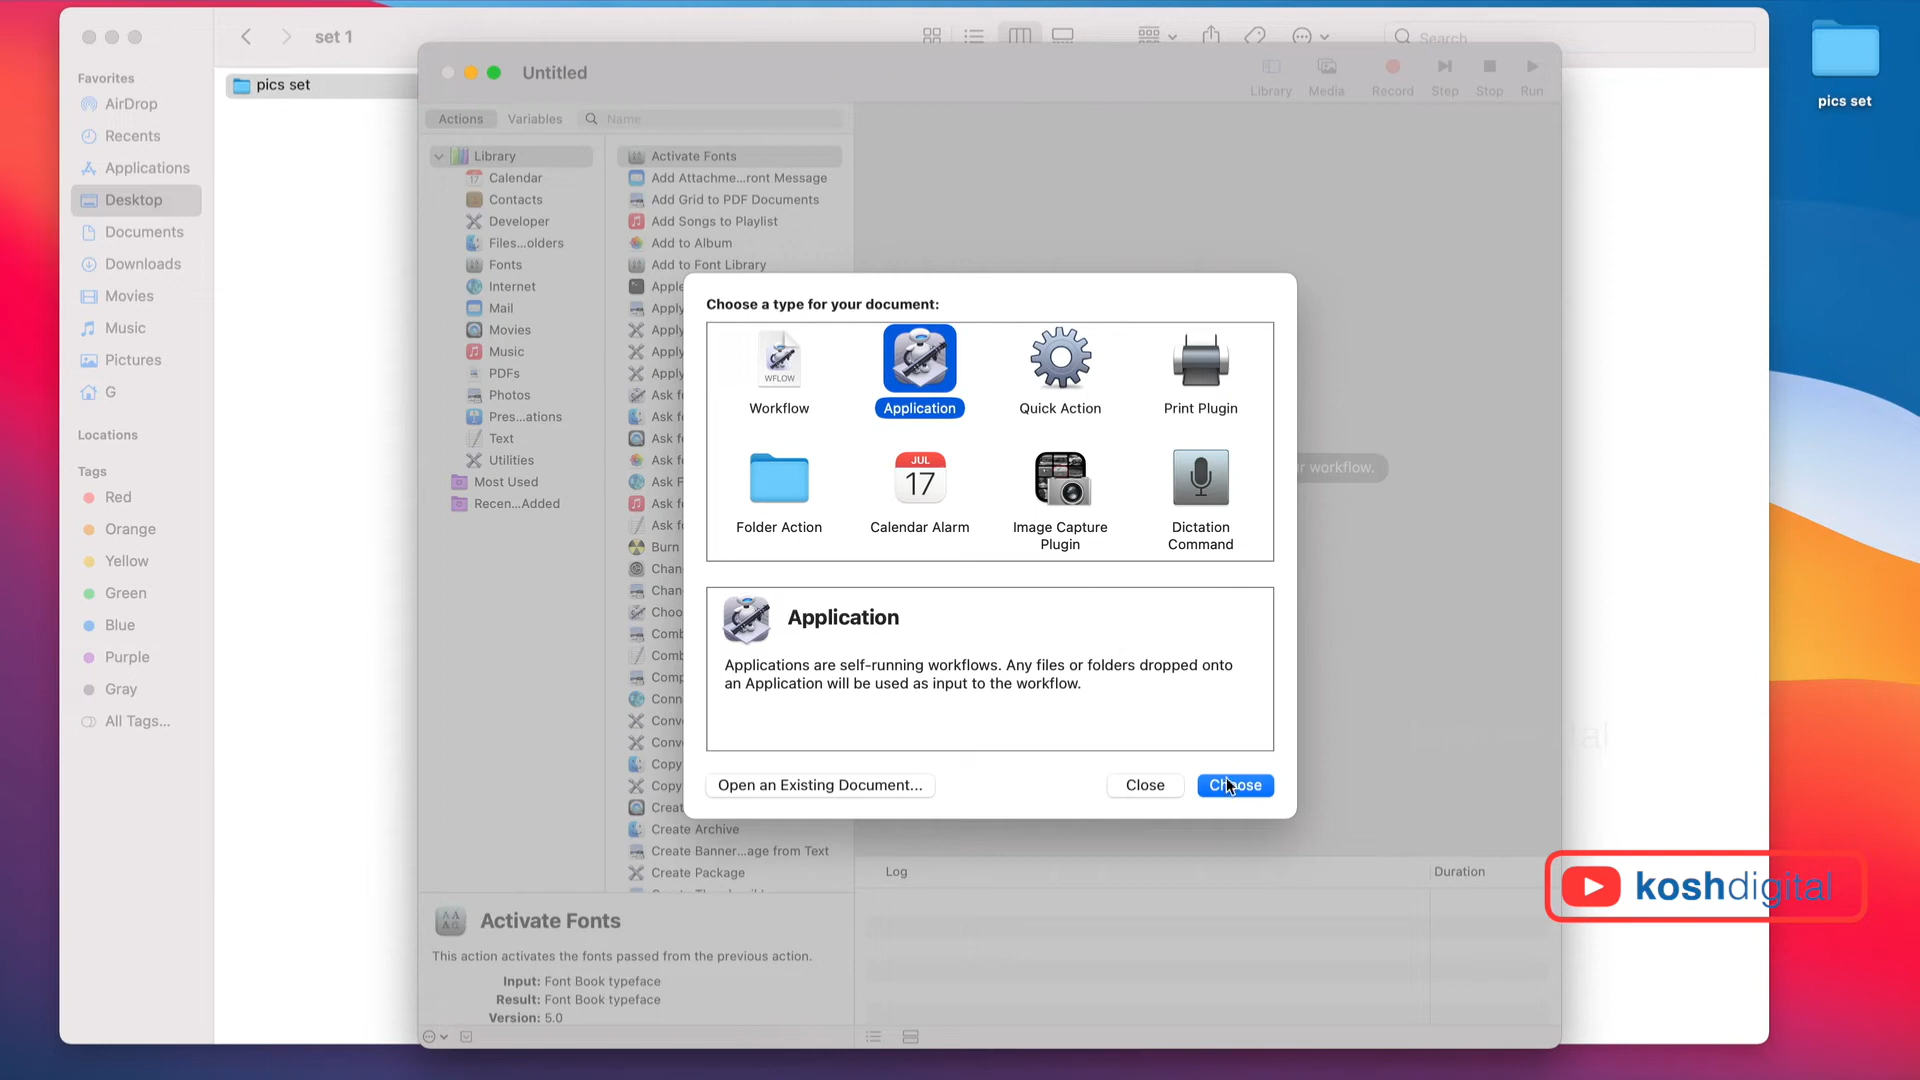 set 1
Search
Favorites
AirDrop
Recents
Applications
Desktop
Documents
Downloads
Movies
Music
Pictures
G
Locations
Tags
Red
Orange
Yellow
Green
Blue
Purple
Gray
All Tags...
pics set
Untitled
Library
Media
Record
Step
Stop
Run
Actions
Variables
Name
Library
Calendar
Contacts
Developer
Files...olders
Fonts
Internet
Mail
Movies
Music
PDFs
Photos
Pres...ations
Text
Utilities
Most Used
Recen...Added
Activate Fonts
Add Attachme...ront Message
Add Grid to PDF Documents
Add Songs to Playlist
Add to Album
Add to Font Library
Apple
Apply
Apply
Apply
Apply
Ask f
Ask fo
Ask fo
Ask fo
Ask F
Ask fo
Ask fo
Burn
Chan
Chan
Choo
Comb
Comb
Comp
Conn
Conv
Conv
Copy
Copy
Creat
Create Archive
Create Banner...age from Text
Create Package
Choose a type for your document:
WFLOW
Workflow
Application
Quick Action
Print Plugin
Folder Action
JUL
17
Calendar Alarm
Image Capture
Plugin
Dictation
Command
Application
Applications are self-running workflows. Any files or folders dropped onto
an Application will be used as input to the workflow.
Open an Existing Document...
Close
Choose
r workflow.
Log
Duration
Activate Fonts
This action activates the fonts passed from the previous action.
Input: Font Book typeface
Result: Font Book typeface
Version: 5.0
pics set
koshdigital